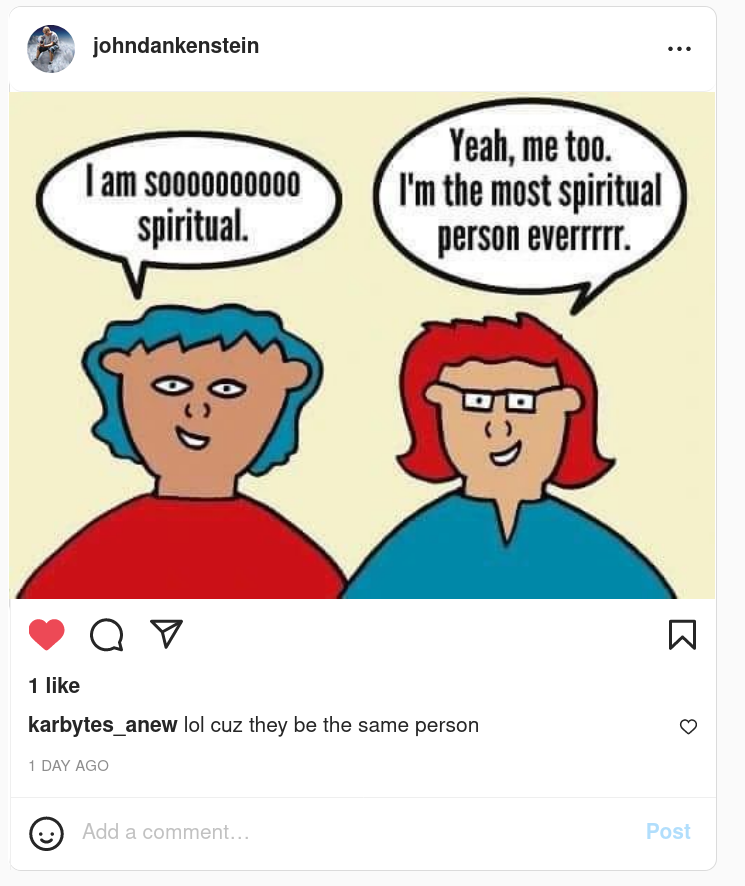 johndankenstein
I am sooooooooooo
spiritual.
Yeah, me too.
I'm the most spiritual
person everrrrr.
1 like
karbytes_anew lol cuz they be the same person
1 DAY AGO
Add a comment…
Post